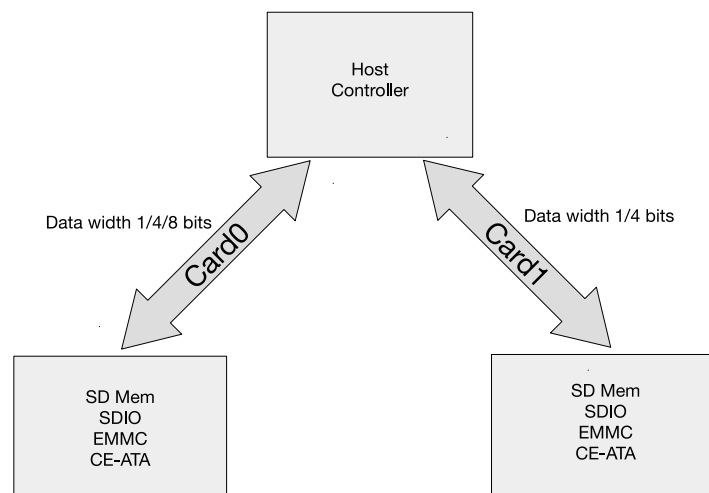 Host
Controller
Data width 1/4/8 bits
Card0
Card1
Data width 1/4 bits
SD Mem
SDIO
EMMC
CE-ATA
SD Mem
SDIO
EMMC
CE-ATA